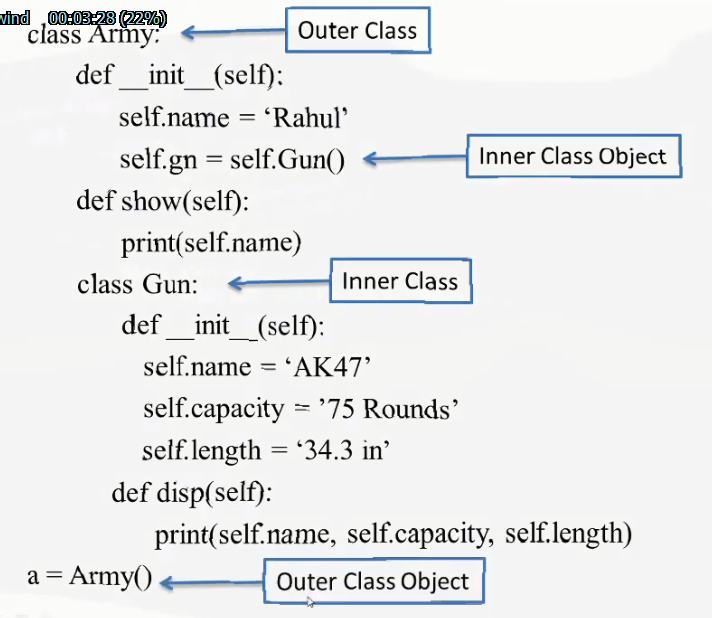 wind 00:03:28 (22%)
class Army:
Outer Class
def __init__(self):
self.name = ‘Rahul’
self.gn = self.Gun()
Inner Class Object
def show(self):
print(self.name)
class Gun:
Inner Class
def __init__(self):
self.name = ‘AK47’
self.capacity = ’75 Rounds’
self.length = ‘34.3 in’
def disp(self):
print(self.name, self.capacity, self.length)
a = Army()
Outer Class Object